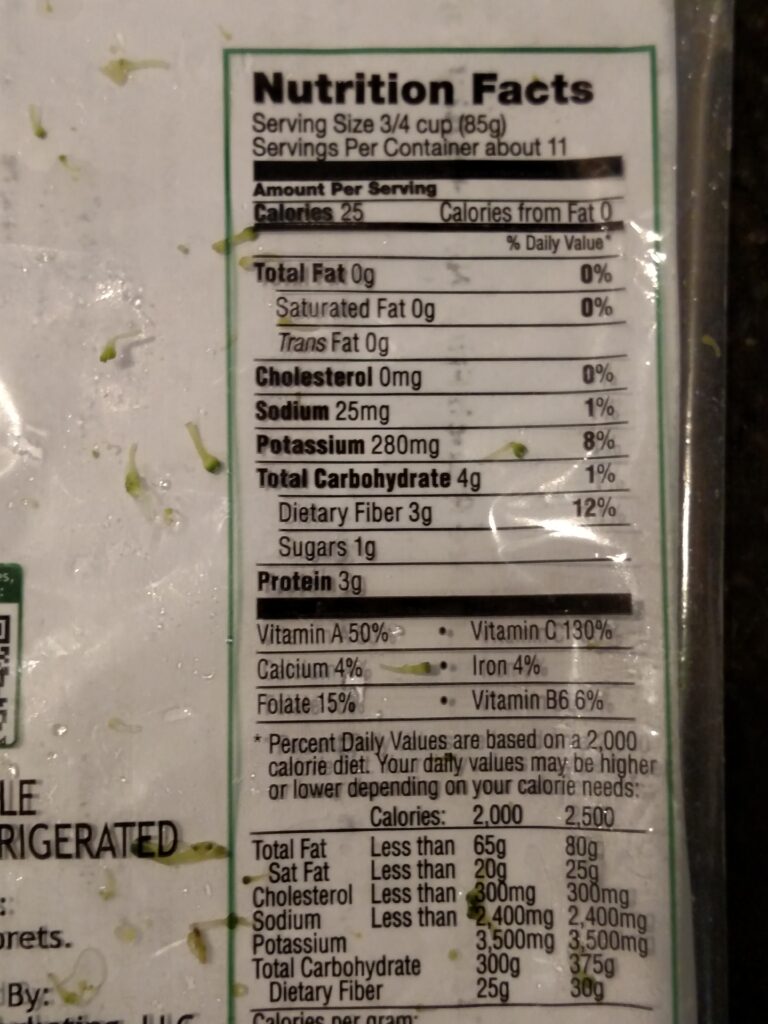 Nutrition Facts
Serving Size 3/4 cup (85g)
Servings Per Container about 11
Amount Per Serving
Calories 25 Calories from Fat 0
% Daily Value*
Total Fat 0g 0%
Saturated Fat 0g 0%
Trans Fat 0g
Cholesterol 0mg 0%
Sodium 25mg 1%
Potassium 280mg 8%
Total Carbohydrate 4g 1%
Dietary Fiber 3g 12%
Sugars 1g
Protein 3g
Vitamin A 50% • Vitamin C 130%
Calcium 4% • Iron 4%
Folate 15% • Vitamin B6 6%
* Percent Daily Values are based on a 2,000
calorie diet. Your daily values may be higher
or lower depending on your calorie needs:
Calories: 2,000 2,500
Total Fat Less than 65g 80g
Sat Fat Less than 20g 25g
Cholesterol Less than 300mg 300mg
Sodium Less than 2,400mg 2,400mg
Potassium 3,500mg 3,500mg
Total Carbohydrate 300g 375g
Dietary Fiber 25g 30g
Calories per gram:
LE
RIGERATED
orets.
By: